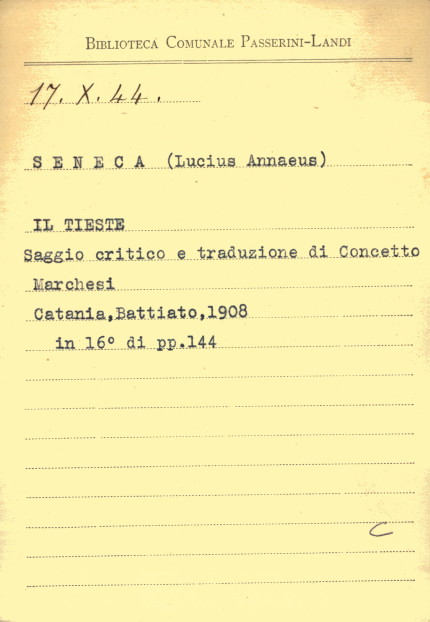 BIBLIOTECA COMUNALE PASSERINI-LANDI
17. X. 44.
SENECA (Lucius Annaeus)
IL TIESTE
Saggio critico e traduzione di Concetto
Marchesi
Catania,Battiato,1908
in 16° di pp.144
C